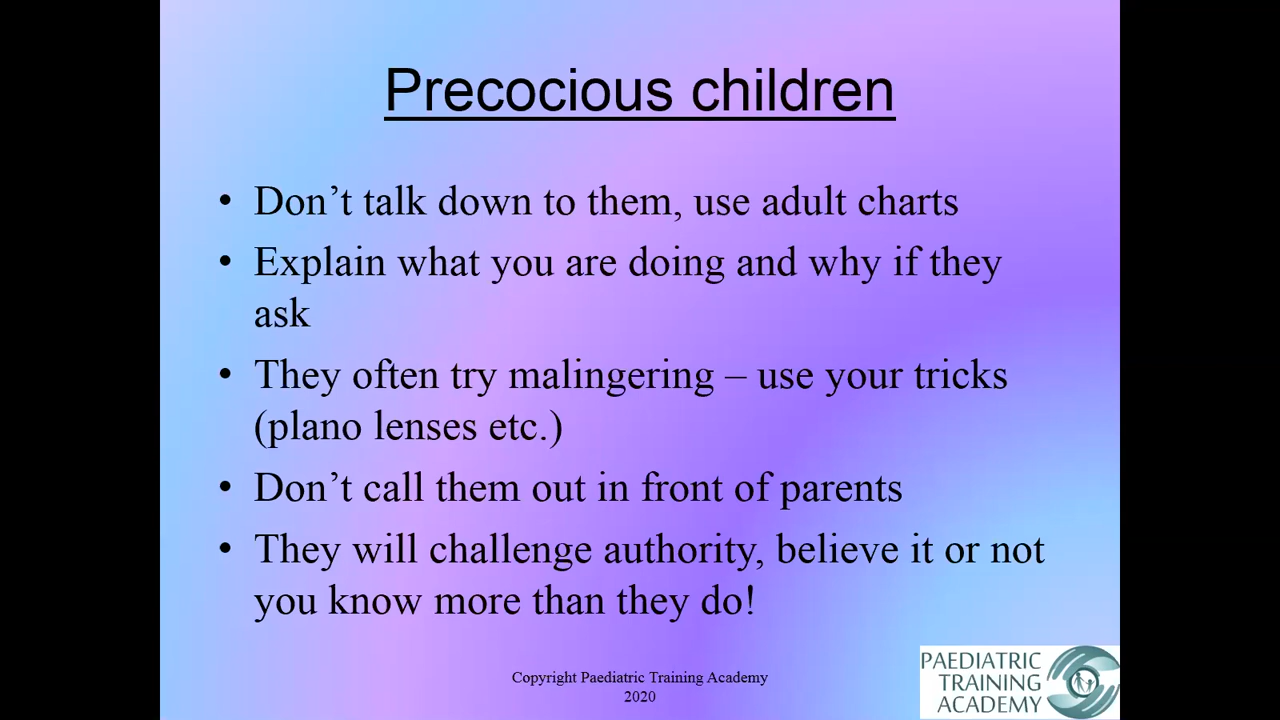 Precocious children
• Don’t talk down to them, use adult charts
• Explain what you are doing and why if they
ask
• They often try malingering – use your tricks
(plano lenses etc.)
• Don’t call them out in front of parents
• They will challenge authority, believe it or not
you know more than they do!
Copyright Paediatric Training Academy
2020
PAEDIATRIC
TRAINING
ACADEMY